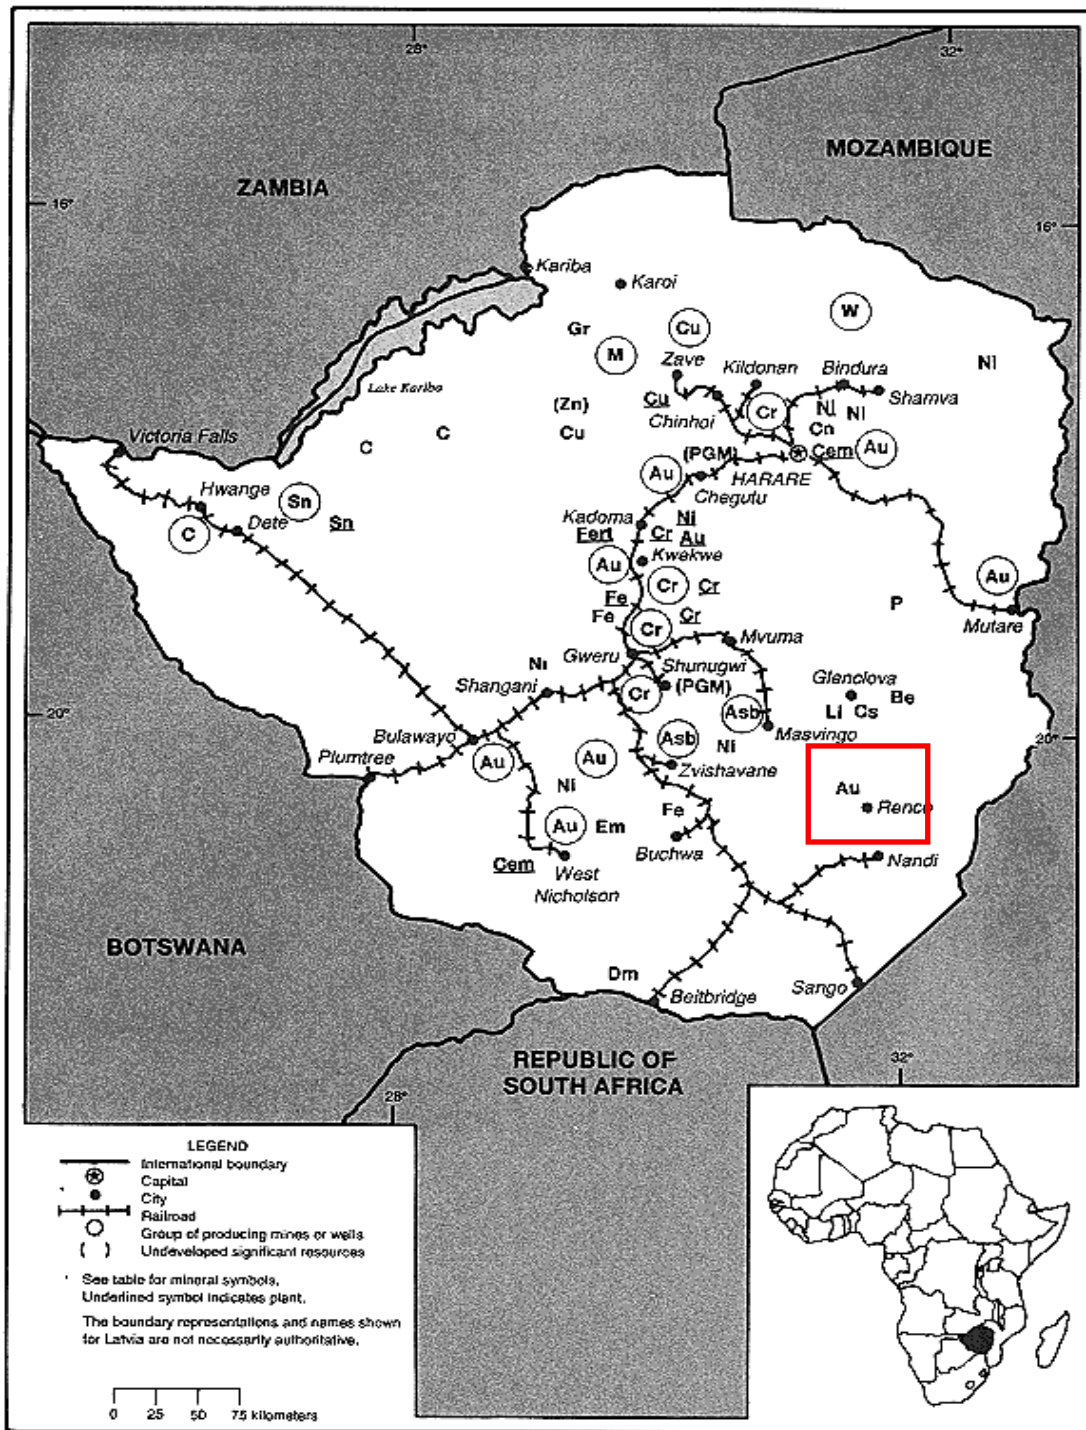 28°
32°
MOZAMBIQUE
ZAMBIA
16°
16°
Kariba
Karoi
W
Gr
Cu
M
Zave
Kildonan
Bindura
NI
Lake Kariba
Shamva
Cu
Cr
NI
NI
(Zn)
Chinhoi
Cn
Cu
Victoria Falls
C
C
(PGM)
Cem
Au
Au
HARARE
Chegutu
Hwange
Sn
Dete
Sn
Kadoma
Ni
C
Fert
Cr
Au
Kwekwe
Au
Au
Cr
Cr
Fe
P
Fe
Cr
Cr
Mutare
Mvuma
Gweru
Shunugwi
Ni
(PGM)
Glenclova
Shangani
Cr
Be
Li
Cs
20°
Asb
Bulawayo
Asb
Masvingo
Ni
20°
Plumtree
Au
Au
Zvishavane
Ni
Au
Fe
Renco
Au
Em
Buchwa
Cem
West
Nicholson
Nandi
BOTSWANA
Dm
Beitbridge
Sango
REPUBLIC OF
SOUTH AFRICA
32°
28°
LEGEND
International boundary
Capital
City
Railroad
Group of producing mines or wells
Undeveloped significant resources
See table for mineral symbols.
Underlined symbol indicates plant.
The boundary representations and names shown
for Latvia are not necessarily authoritative.
0 25 50 75 kilometers